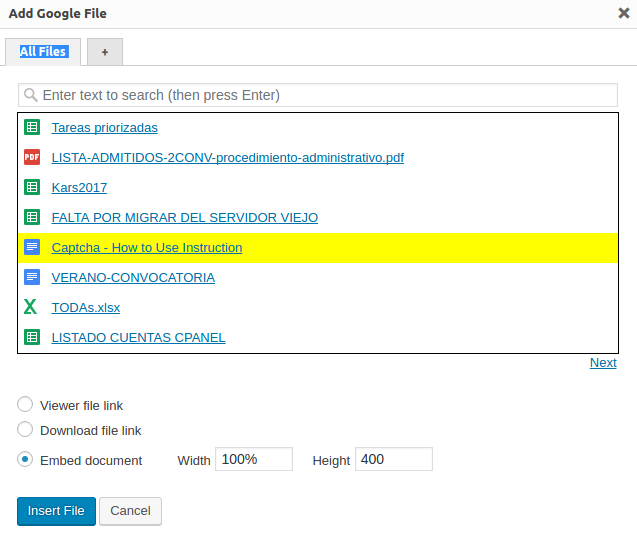 Add Google File
All Files +
Enter text to search (then press Enter)
Tareas priorizadas
PDF LISTA-ADMITIDOS-2CONV-procedimiento-administrativo.pdf
Kars2017
FALTA POR MIGRAR DEL SERVIDOR VIEJO
Captcha - How to Use Instruction
VERANO-CONVOCATORIA
TODAs.xlsx
LISTADO CUENTAS CPANEL
Next
Viewer file link
Download file link
Embed document Width 100% Height 400
Insert File Cancel